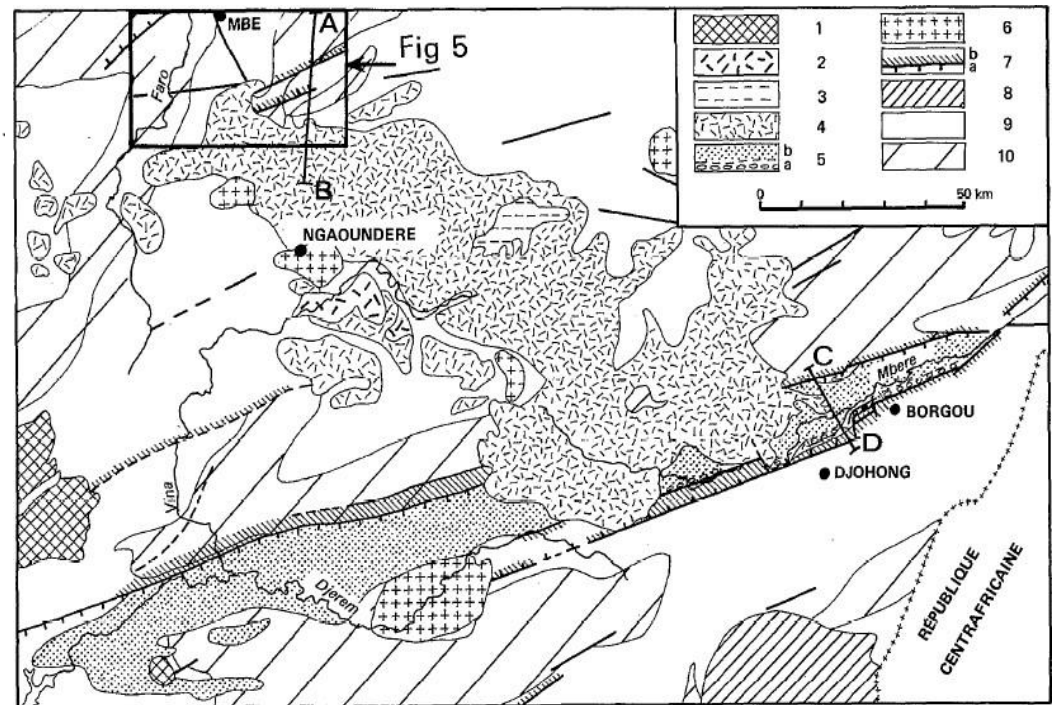 MBE
A
Fig 5
Faro
B
NGAOUNDERE
1
2
3
4
b
5
a
6
b
7
a
8
9
10
0
50 km
C
Mbere
BORGOU
D
DJOHONG
Vina
Djerem
RÉPUBLIQUE
CENTRAFRICAINE